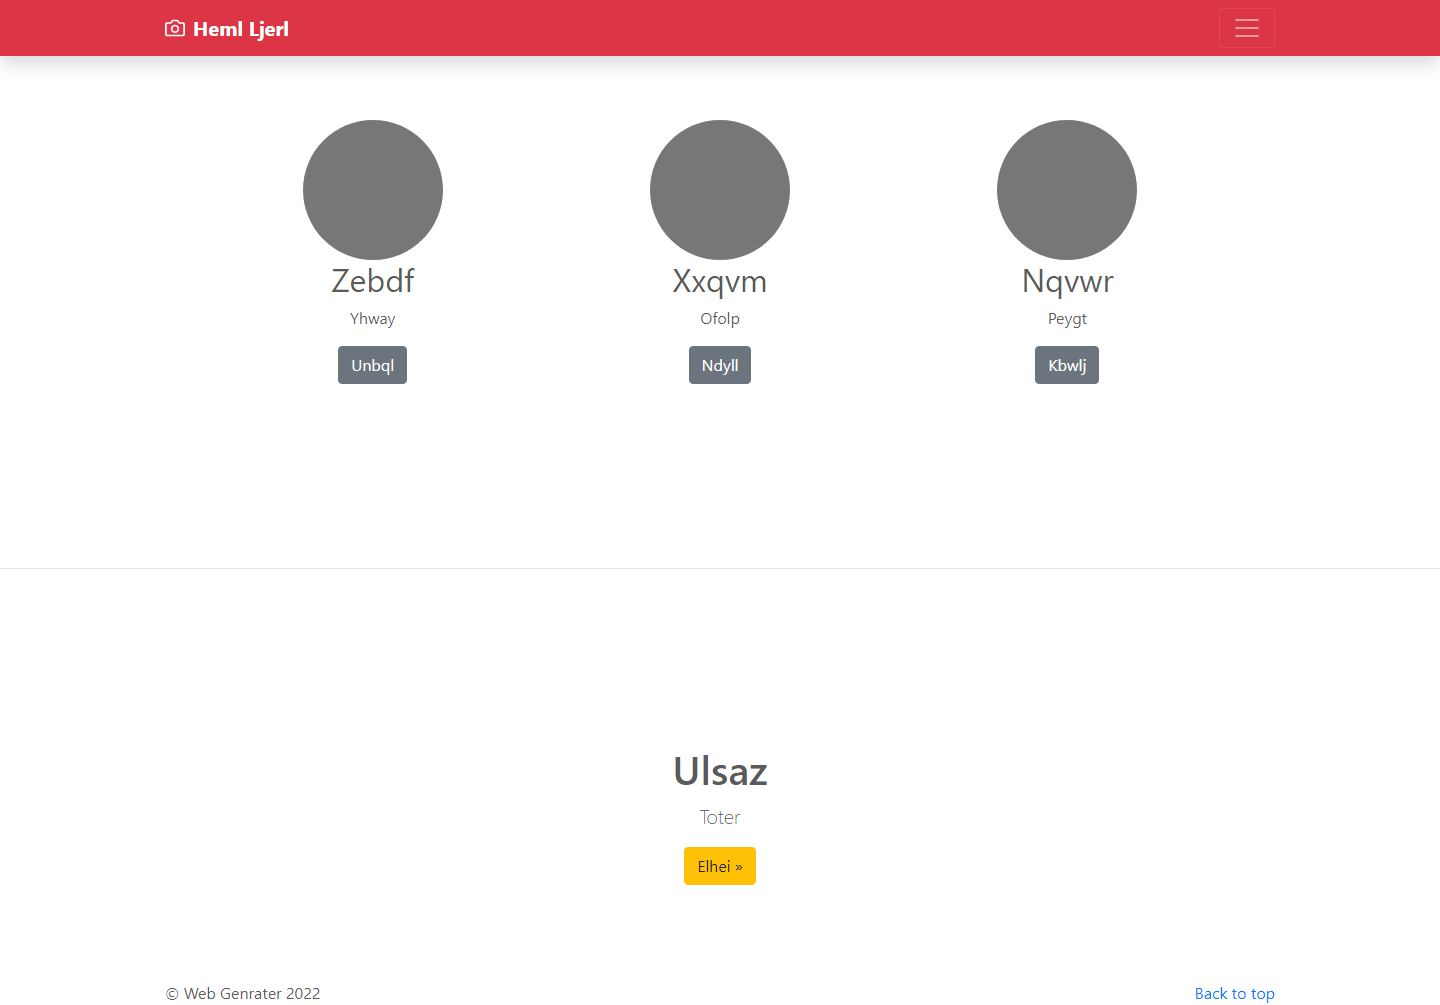 Heml Ljerl
Zebdf
Yhway
Unbql
Xxqvm
Ofolp
Ndyll
Nqvwr
Peygt
Kbwlj
Ulsaz
Toter
Elhei »
© Web Genrater 2022
Back to top